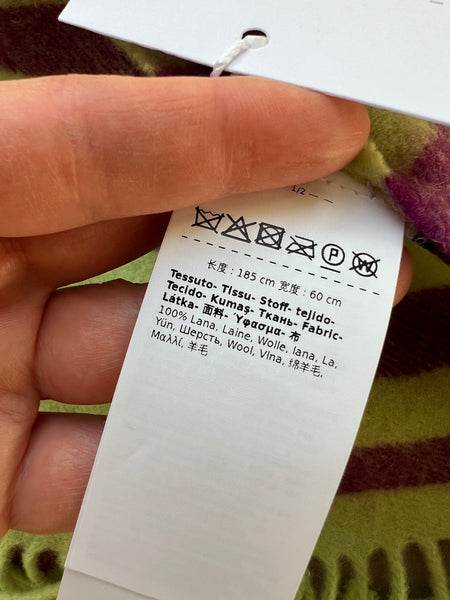 1/2 — —
P
W
长度 : 185 cm 宽度 : 60 cm
Tessuto- Tissu- Stoff- tejido-
Tecido- Kumaş- Ткань- Fabric-
Látka- 面料- Ύφασμα- 布
100% Lana, Laine, Wolle, lana, La,
Yün, Шерсть, Wool, Vlna, 绵羊毛,
Μαλλί, 羊毛